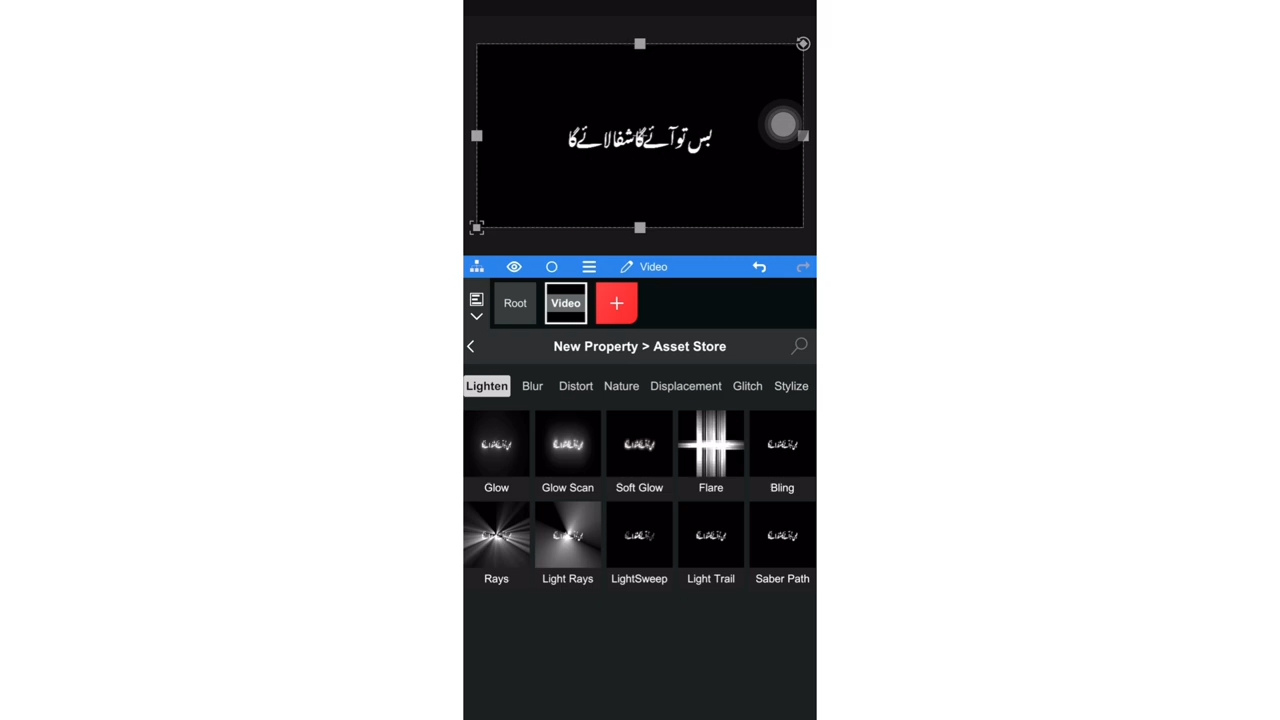 بس تو آئے گا شفا لائے گا
Video
Root
Video
New Property > Asset Store
Lighten Blur Distort Nature Displacement Glitch Stylize
Glow Glow Scan Soft Glow Flare Bling
Rays Light Rays LightSweep Light Trail Saber Path